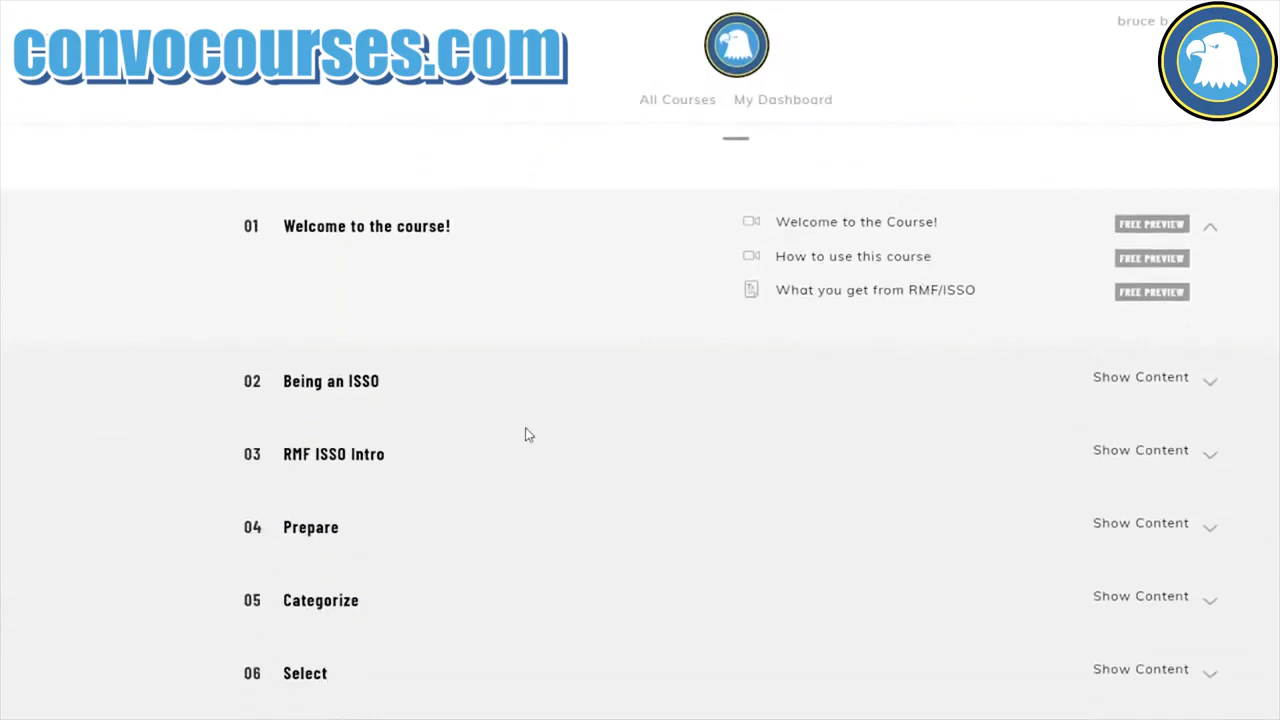 convocourses.com
bruce b
All Courses My Dashboard
01 Welcome to the course!
Welcome to the Course! FREE PREVIEW
How to use this course FREE PREVIEW
What you get from RMF/ISSO FREE PREVIEW
02 Being an ISSO Show Content
03 RMF ISSO Intro Show Content
04 Prepare Show Content
05 Categorize Show Content
06 Select Show Content